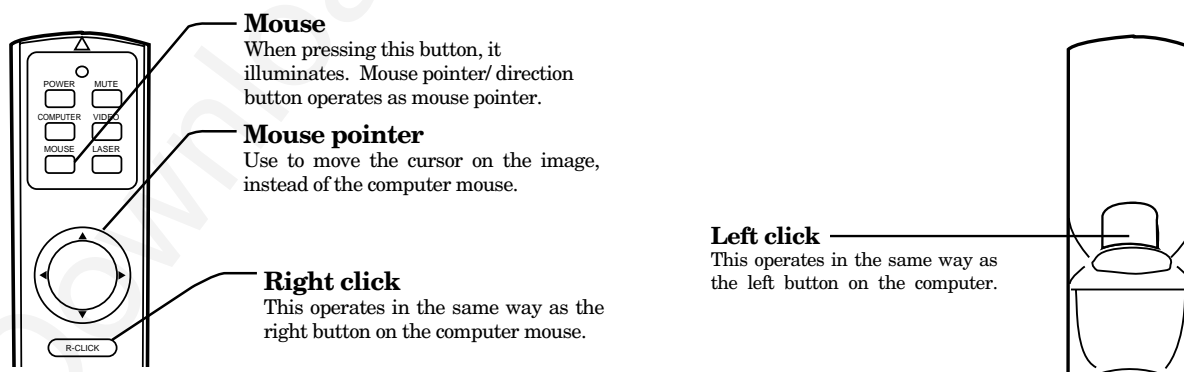 Mouse
When pressing this button, it
illuminates. Mouse pointer/ direction
button operates as mouse pointer.
POWER MUTE
COMPUTER VIDEO
MOUSE LASER
Mouse pointer
Use to move the cursor on the image,
instead of the computer mouse.
Right click
This operates in the same way as the
right button on the computer mouse.
R-CLICK
Left click
This operates in the same way as
the left button on the computer.